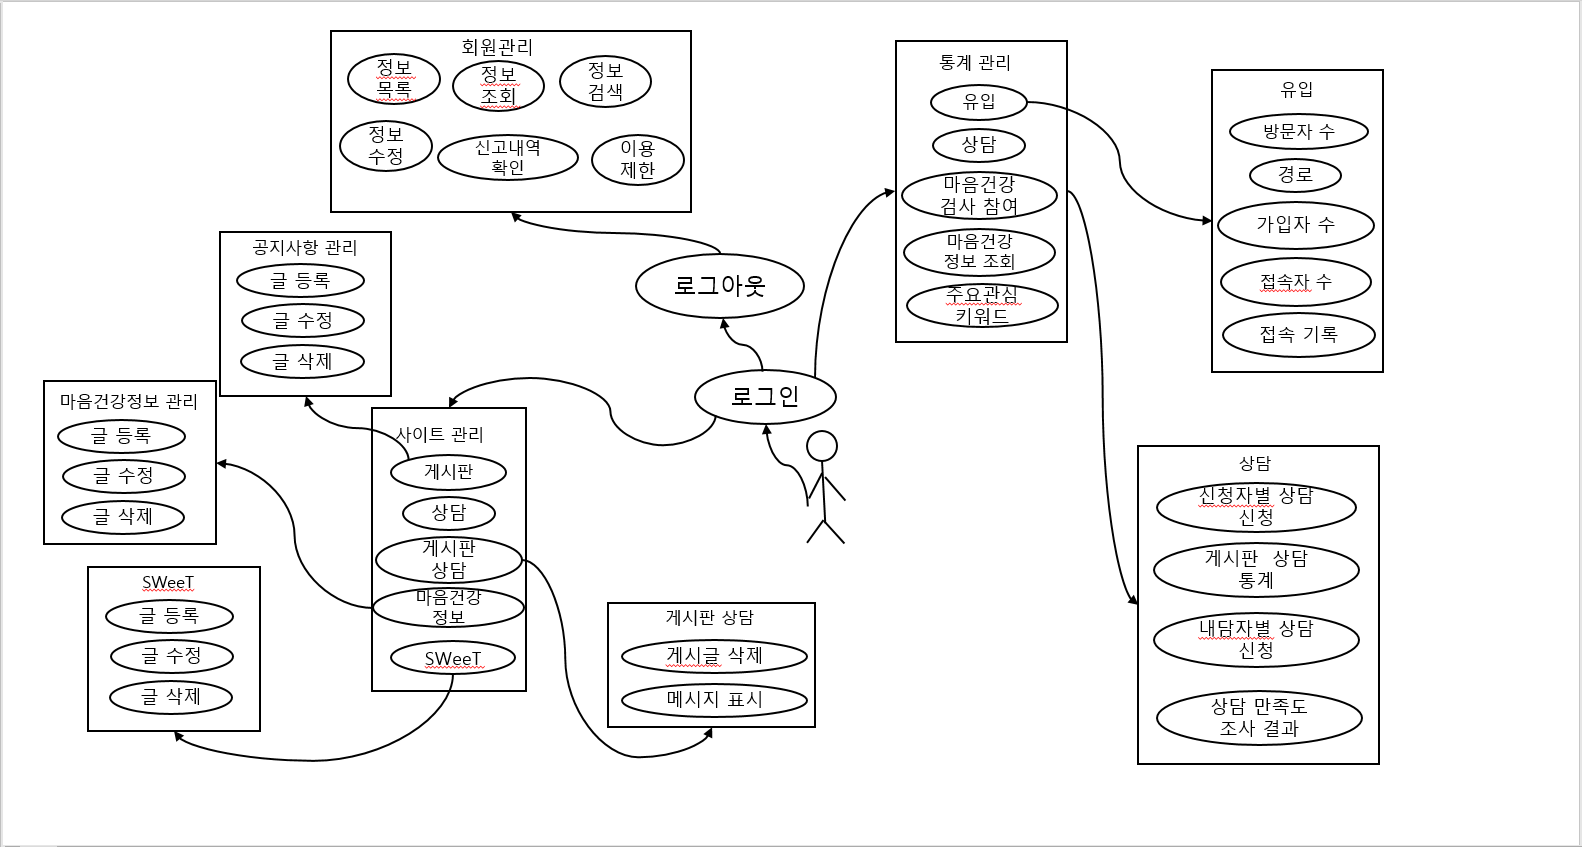 회원관리
정보
목록
정보
조회
정보
검색
정보
수정
신고내역
확인
이용
제한
통계 관리
유입
상담
마음건강
검사 참여
마음건강
정보 조회
주요관심
키워드
유입
방문자 수
경로
가입자 수
접속자 수
접속 기록
공지사항 관리
글 등록
글 수정
글 삭제
로그아웃
로그인
마음건강정보 관리
글 등록
글 수정
글 삭제
사이트 관리
게시판
상담
게시판
상담
마음건강
정보
SWeeT
SWeeT
글 등록
글 수정
글 삭제
게시판 상담
게시글 삭제
메시지 표시
상담
신청자별 상담
신청
게시판 상담
통계
내담자별 상담
신청
상담 만족도
조사 결과